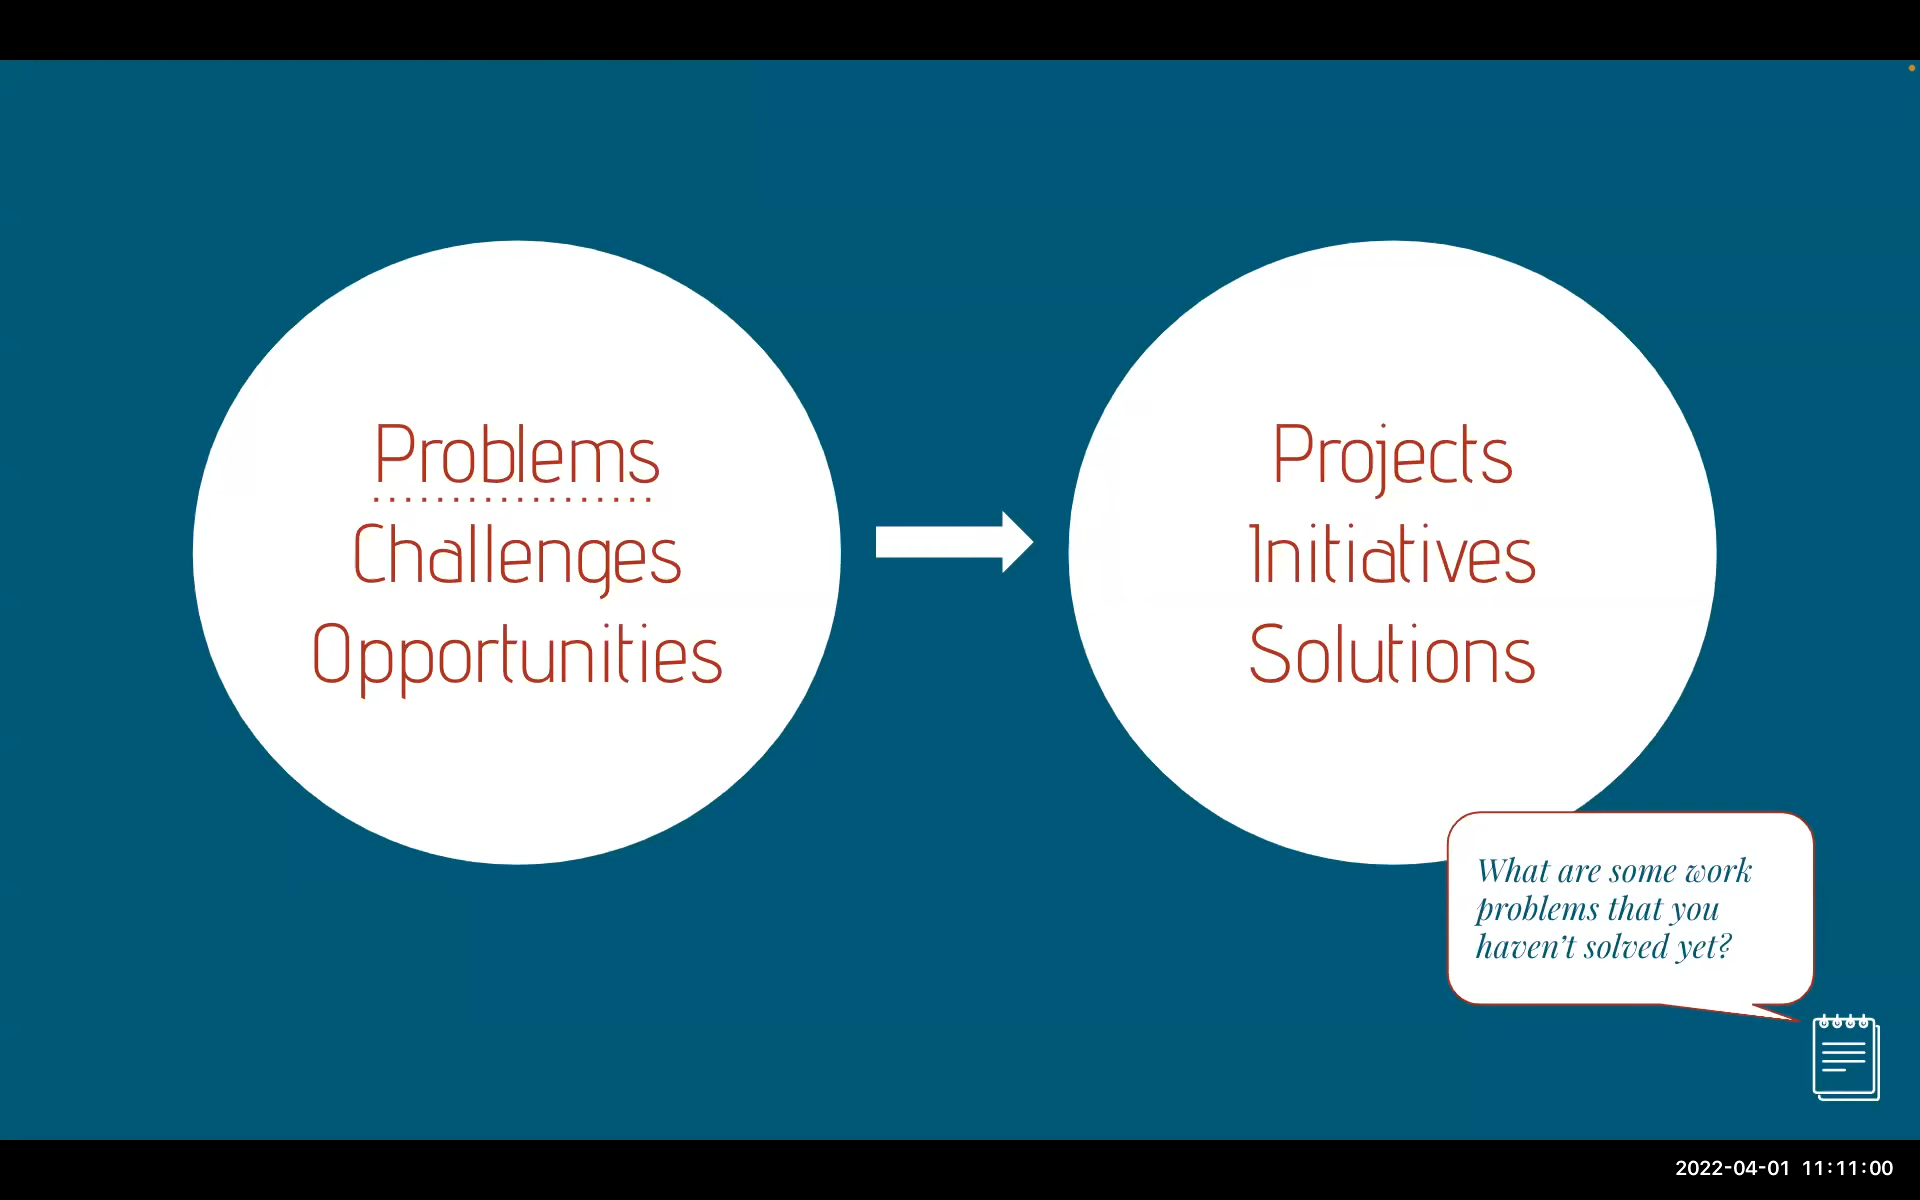 Problems
Challenges
Opportunities
Projects
Initiatives
Solutions
What are some work
problems that you
haven’t solved yet?
2022-04-01 11:11:00